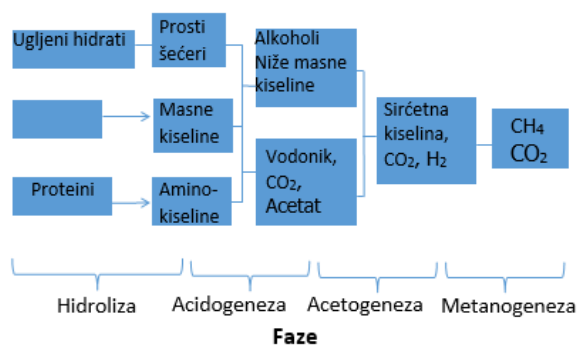 Ugljeni hidrati
Prosti
šećeri
Alkoholi
Niže masne
kiseline
Masne
kiseline
Sirćetna
kiselina,
CO₂, H₂
CH₄
CO₂
Proteini
Amino-
kiseline
Vodonik,
CO₂,
Acetat
Hidroliza
Acidogeneza
Acetogeneza
Metanogeneza
Faze